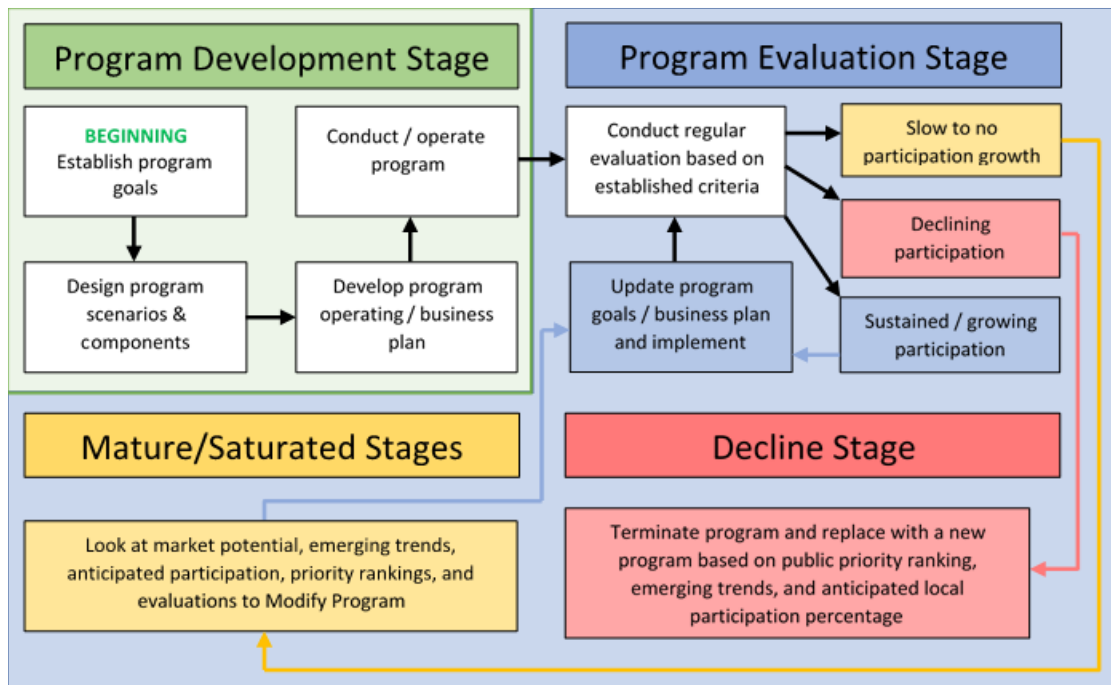 Program Development Stage
BEGINNING
Establish program
goals
Design program
scenarios &
components
Develop program
operating / business
plan
Conduct / operate
program
Program Evaluation Stage
Conduct regular
evaluation based on
established criteria
Slow to no
participation growth
Declining
participation
Sustained / growing
participation
Update program
goals / business plan
and implement
Mature/Saturated Stages
Look at market potential, emerging trends,
anticipated participation, priority rankings, and
evaluations to Modify Program
Decline Stage
Terminate program and replace with a new
program based on public priority ranking,
emerging trends, and anticipated local
participation percentage